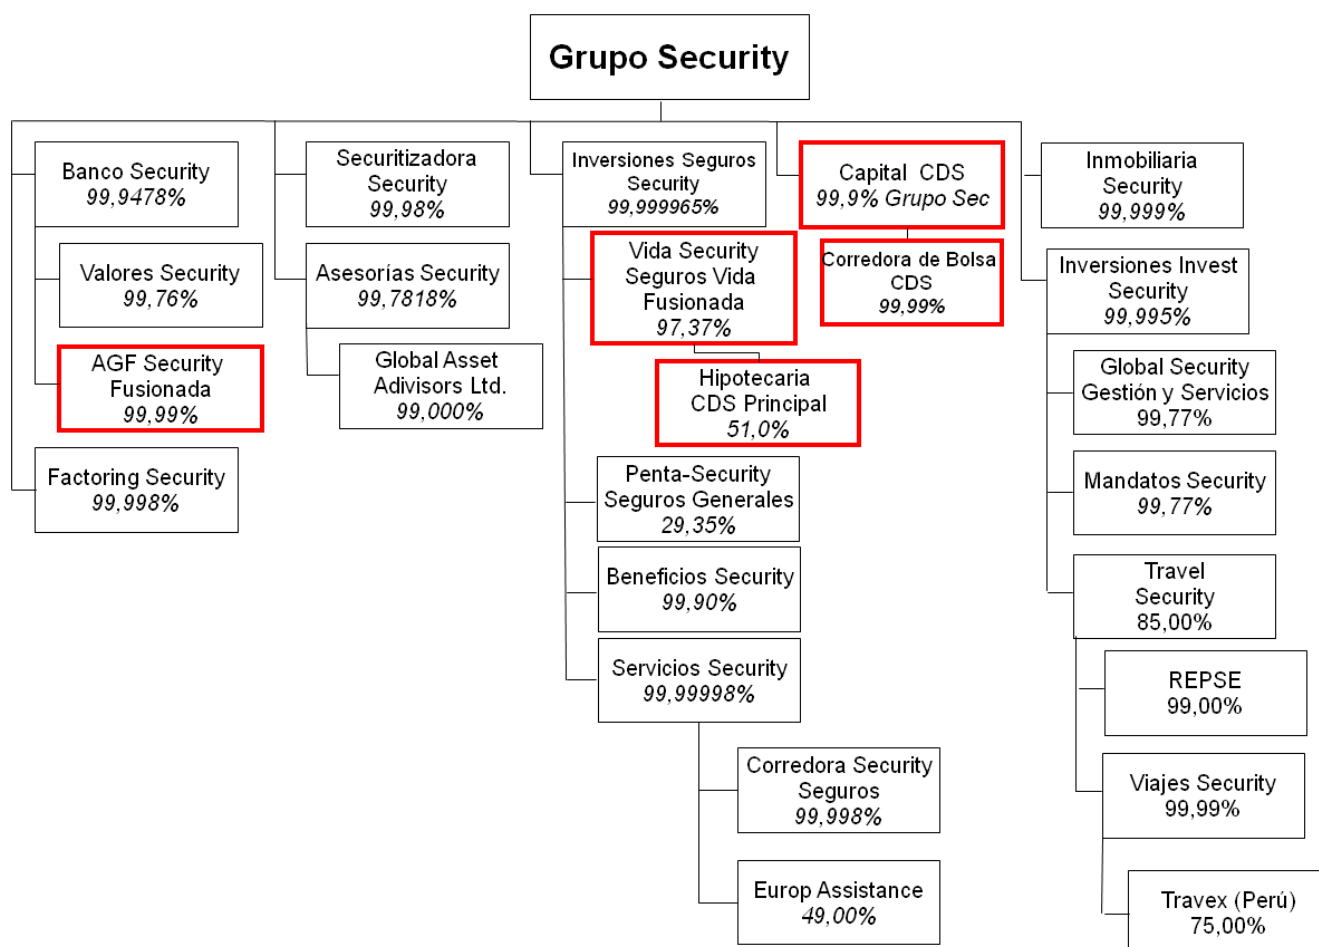 Grupo Security
Banco Security
99,9478%
Valores Security
99,76%
AGF Security
Fusionada
99,99%
Factoring Security
99,998%
Securitizadora
Security
99,98%
Asesorías Security
99,7818%
Global Asset
Adivisors Ltd.
99,000%
Inversiones Seguros
Security
99,999965%
Vida Security
Seguros Vida
Fusionada
97,37%
Hipotecaria
CDS Principal
51,0%
Penta-Security
Seguros Generales
29,35%
Beneficios Security
99,90%
Servicios Security
99,99998%
Corredora Security
Seguros
99,998%
Europ Assistance
49,00%
Capital CDS
99,9% Grupo Sec
Corredora de Bolsa
CDS
99,99%
Inmobiliaria
Security
99,999%
Inversiones Invest
Security
99,995%
Global Security
Gestión y Servicios
99,77%
Mandatos Security
99,77%
Travel
Security
85,00%
REPSE
99,00%
Viajes Security
99,99%
Travex (Perú)
75,00%